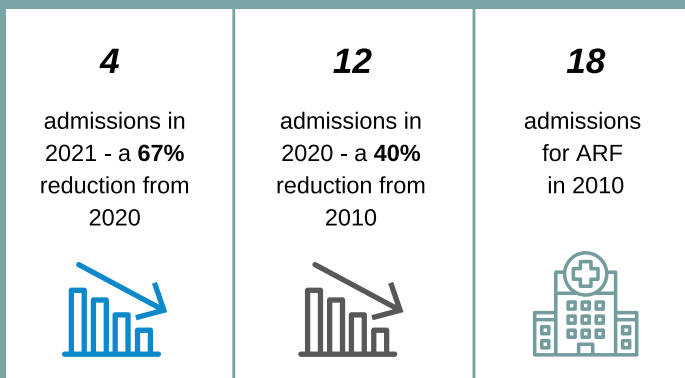 4
admissions in
2021 - a 67%
reduction from
2020
12
admissions in
2020 - a 40%
reduction from
2010
18
admissions
for ARF
in 2010